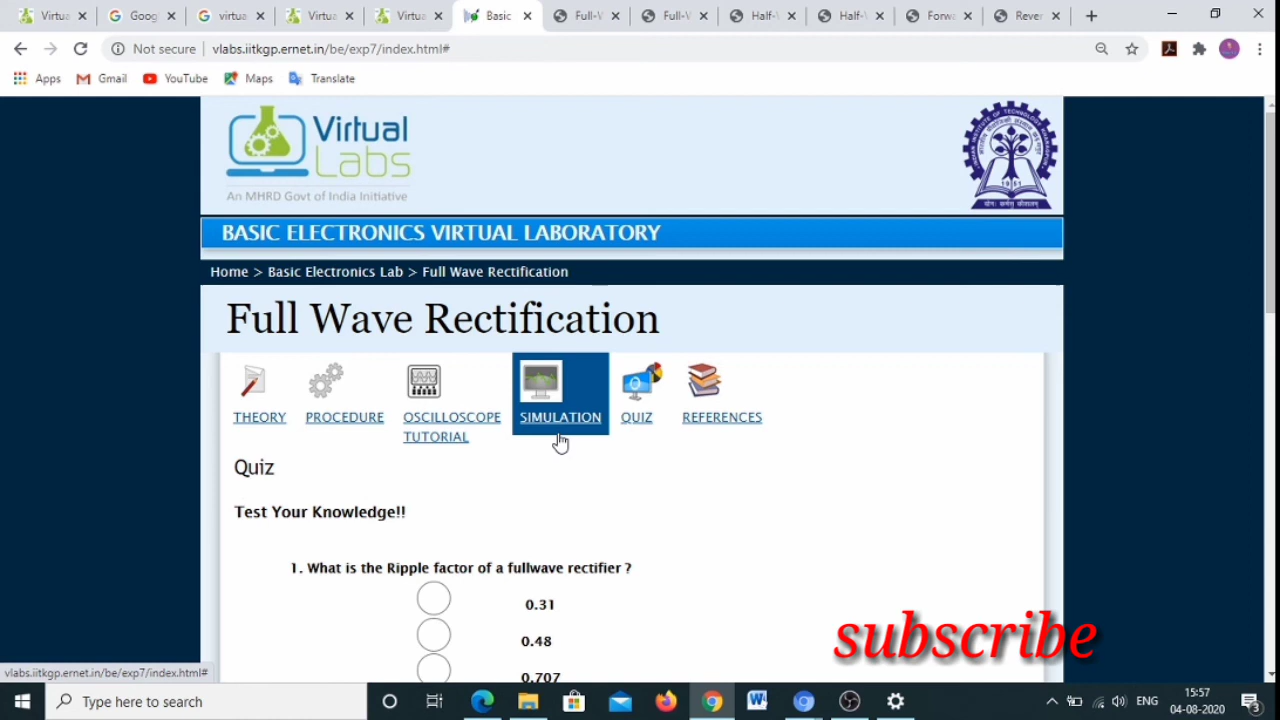 Virtua
Goog
virtua
Virtua
Virtua
Basic
Full-V
Full-V
Half-V
Half-V
Forwa
Rever
Not secure
vlabs.iitkgp.ernet.in/be/exp7/index.html#
Apps
Gmail
YouTube
Maps
Translate
Virtual
Labs
An MHRD Govt of India Initiative
BASIC ELECTRONICS VIRTUAL LABORATORY
Home > Basic Electronics Lab > Full Wave Rectification
Full Wave Rectification
THEORY
PROCEDURE
OSCILLOSCOPE
TUTORIAL
SIMULATION
QUIZ
REFERENCES
Quiz
Test Your Knowledge!!
1. What is the Ripple factor of a fullwave rectifier ?
0.31
0.48
0.707
subscribe
vlabs.iitkgp.ernet.in/be/exp7/index.html#
Type here to search
ENG
15:57
04-08-2020
3